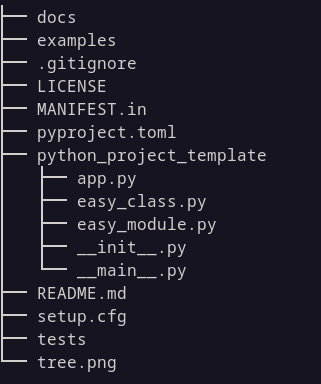 docs
examples
.gitignore
LICENSE
MANIFEST.in
pyproject.toml
python_project_template
app.py
easy_class.py
easy_module.py
__init__.py
__main__.py
README.md
setup.cfg
tests
tree.png